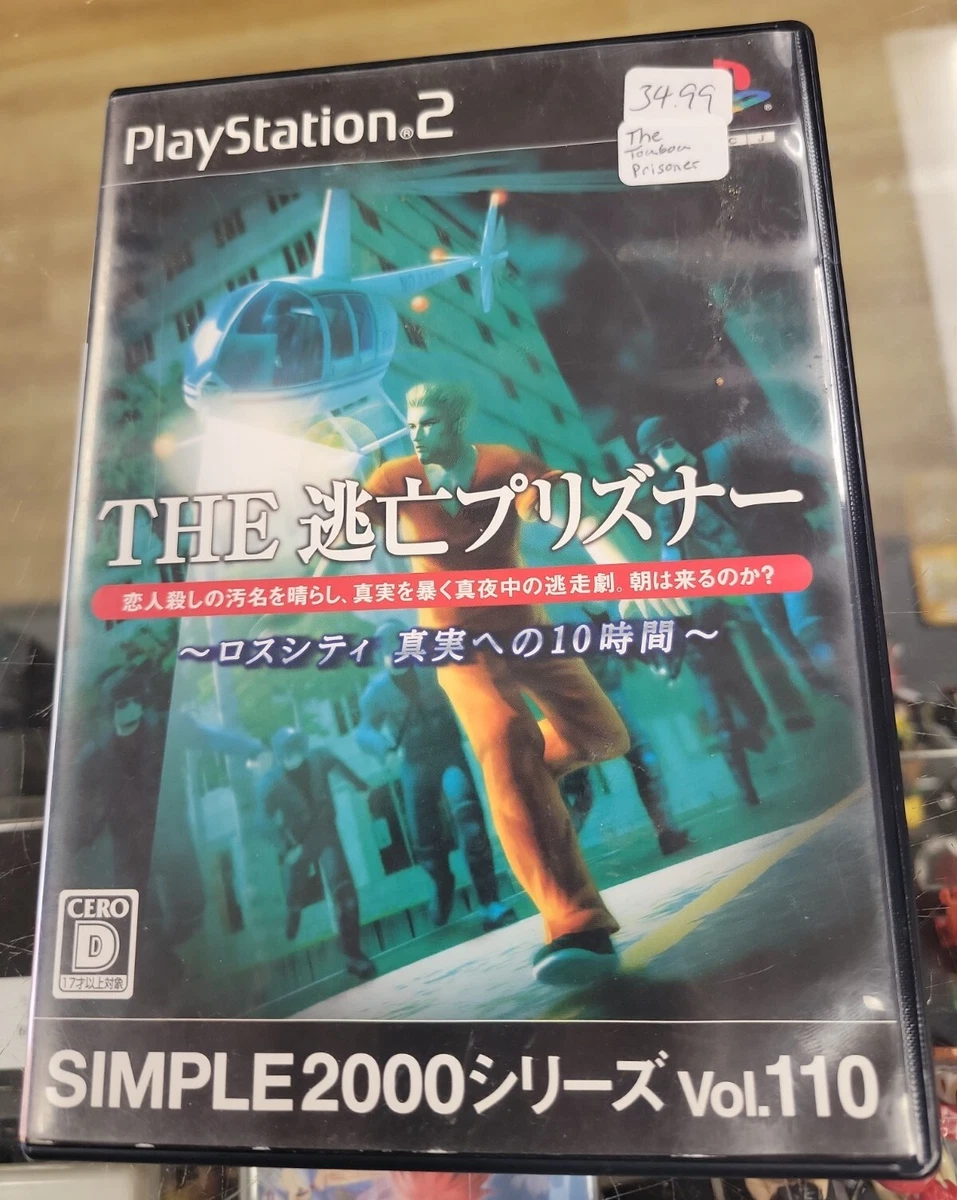 PlayStation®2
34.99
The
Toubou
Prisoner
C J
THE 逃亡プリズナー
恋人殺しの汚名を晴らし、真実を暴く真夜中の逃走劇。朝は来るのか?
～ロスシティ 真実への10時間～
CERO
D
17才以上対象
SIMPLE2000シリーズ Vol.110